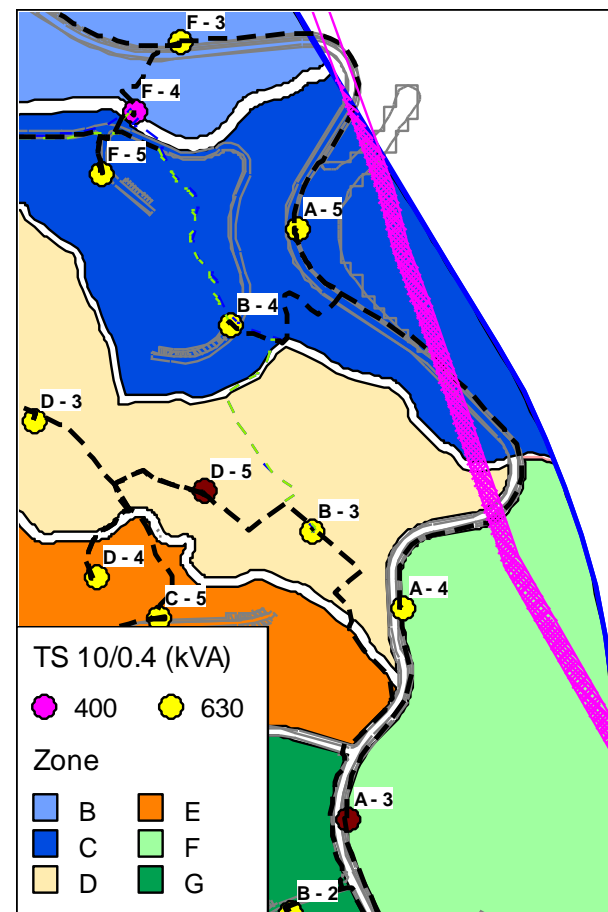 F - 3
F - 4
F - 5
A - 5
B - 4
D - 3
D - 5
B - 3
D - 4
A - 4
C - 5
TS 10/0.4 (kVA)
400 630
Zone
B E
C F
D G
A - 3
B - 2